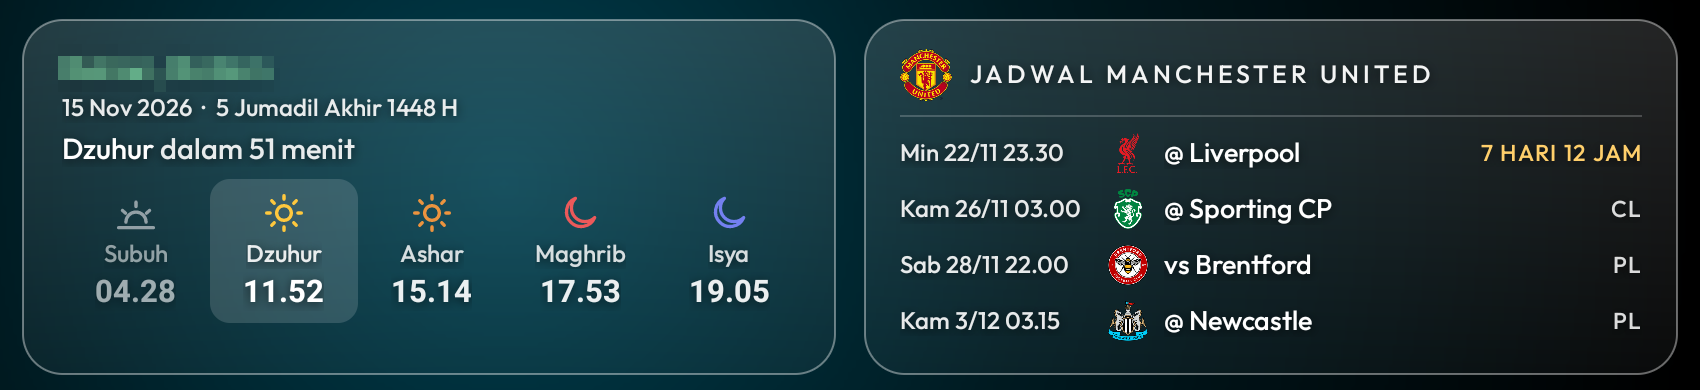 15 Nov 2026 · 5 Jumadil Akhir 1448 H
Dzuhur dalam 51 menit
Subuh Dzuhur Ashar Maghrib Isya
04.28 11.52 15.14 17.53 19.05
JADWAL MANCHESTER UNITED
Min 22/11 23.30 L.F.C. @ Liverpool 7 HARI 12 JAM
Kam 26/11 03.00 SCP @ Sporting CP CL
Sab 28/11 22.00 vs Brentford PL
Kam 3/12 03.15 @ Newcastle PL